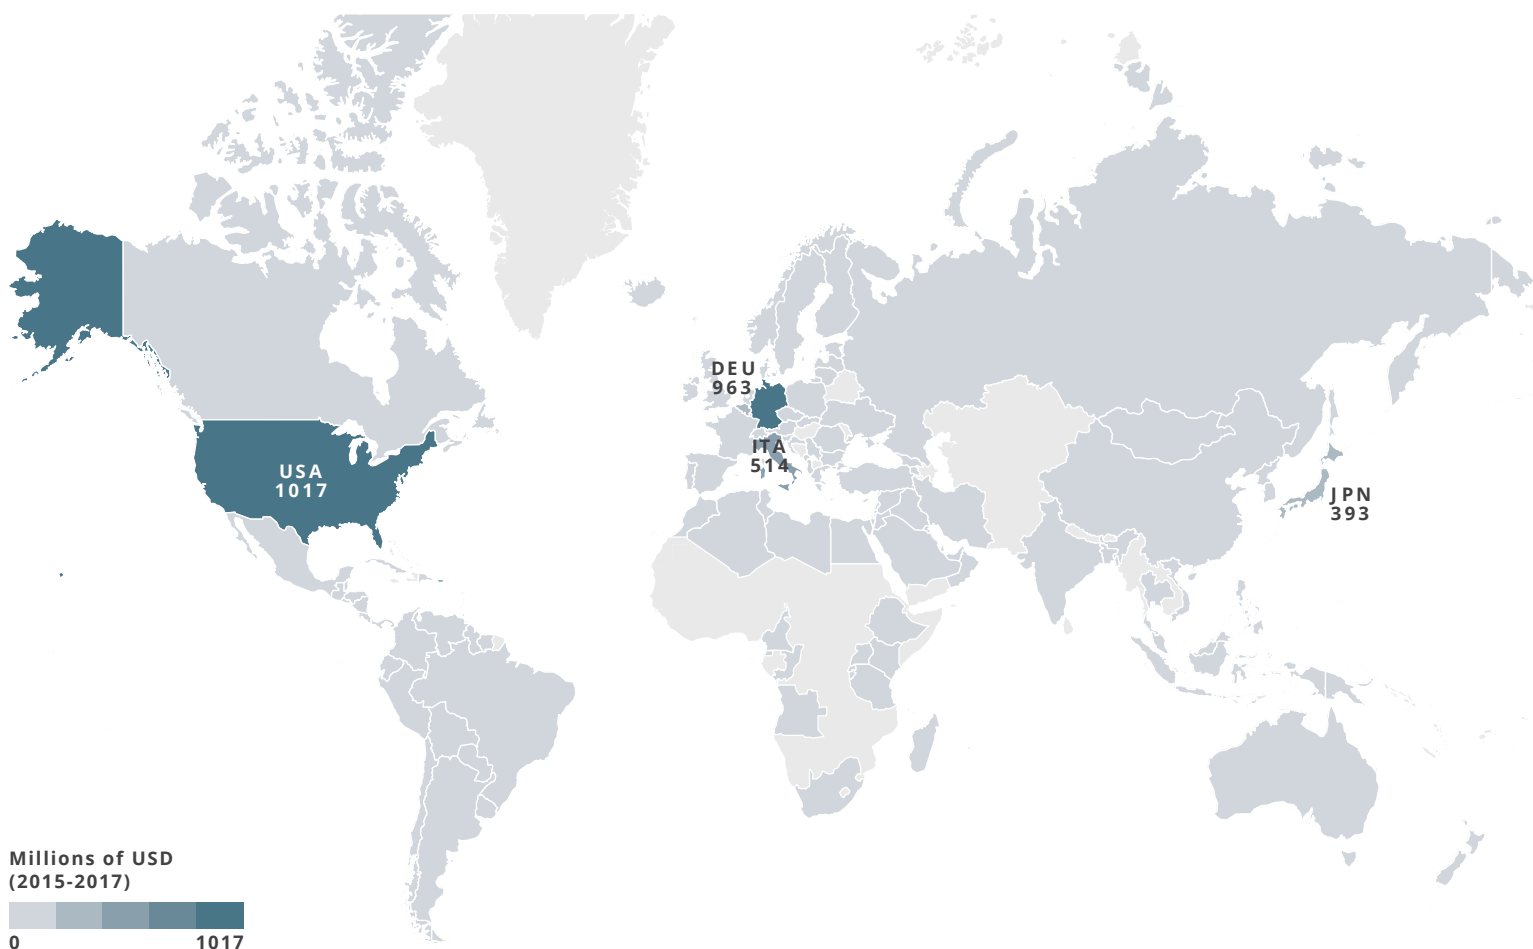 DEU
963
ITA
514
USA
1017
JPN
393
Millions of USD
(2015-2017)
0 1017